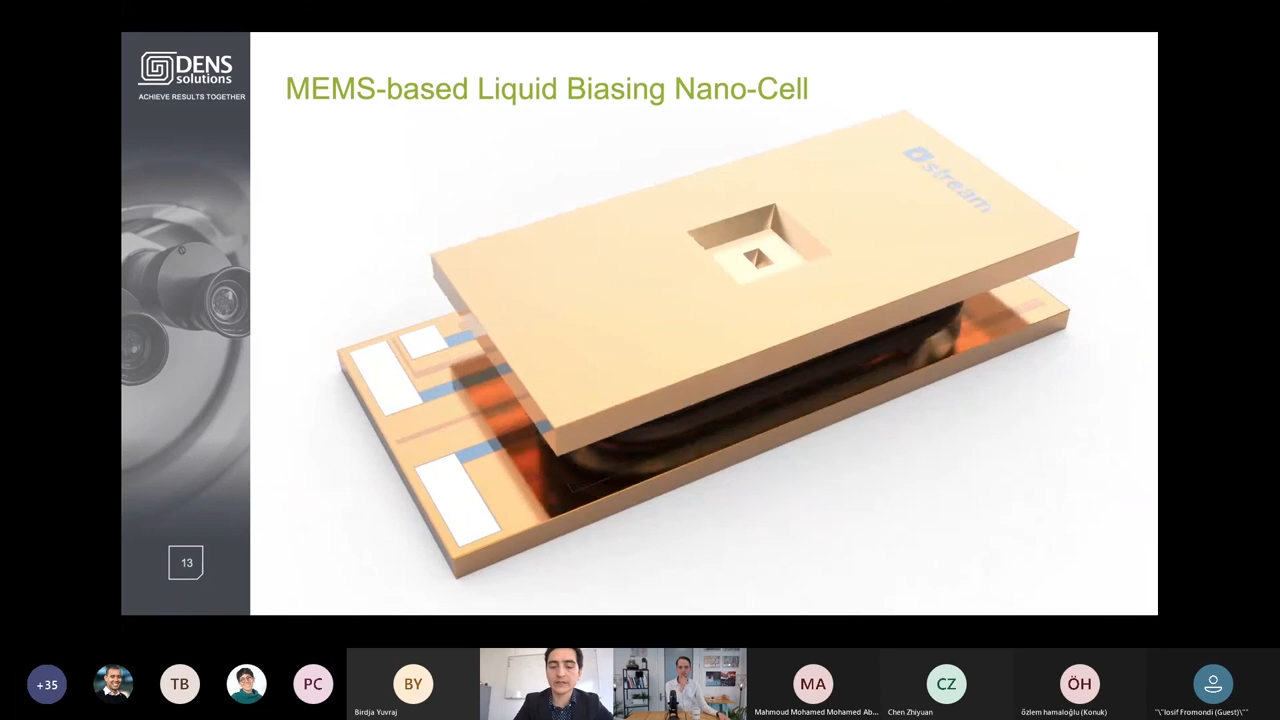 DENS
solutions
ACHIEVE RESULTS TOGETHER
MEMS-based Liquid Biasing Nano-Cell
stream
13
+35
TB
PC
BY
Birdja Yuvraj
MA
Mahmoud Mohamed Mohamed Ab...
CZ
Chen Zhiyuan
ÖH
özlem hamaloğlu (Konuk)
"\"Iosif Fromondi (Guest)\""